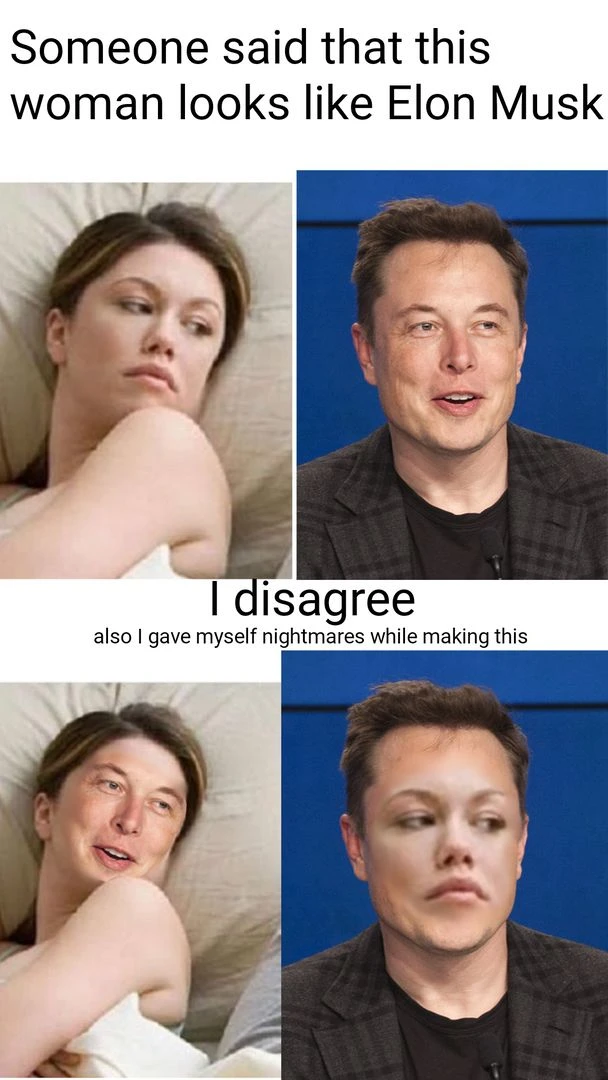 Someone said that this
woman looks like Elon Musk
I disagree
also I gave myself nightmares while making this